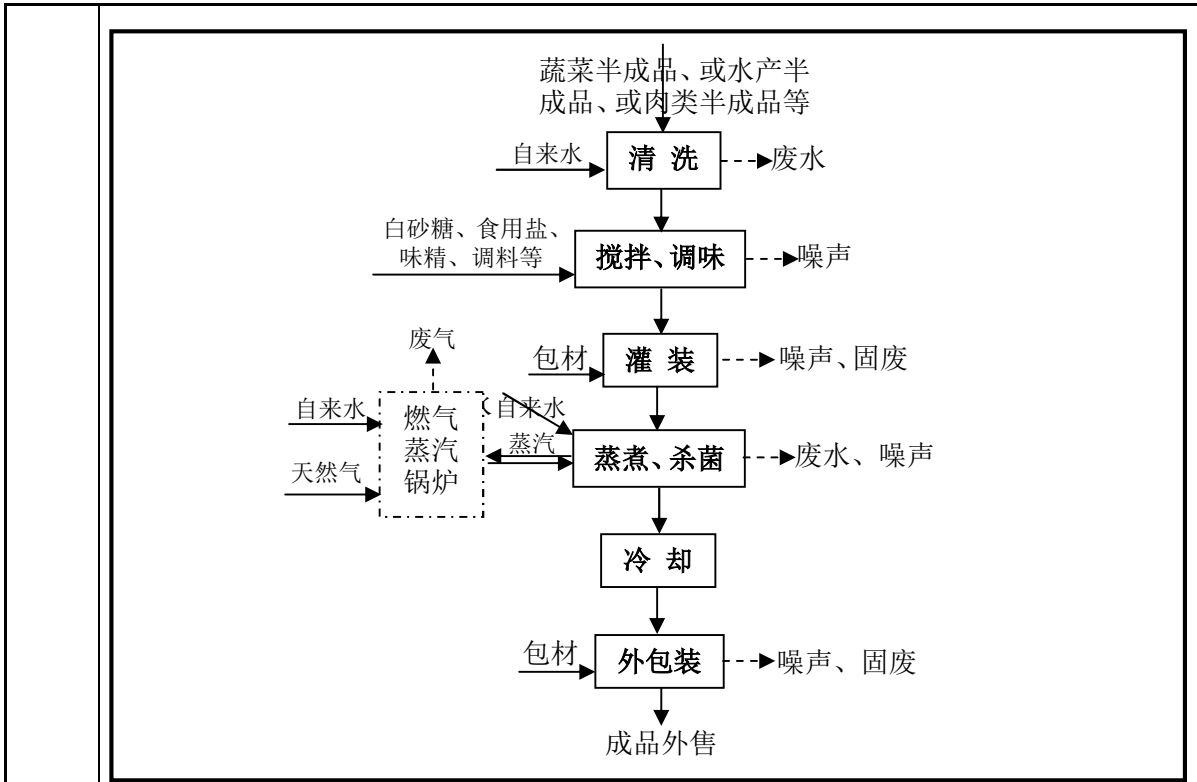 蔬菜半成品、或水产半
成品、或肉类半成品等
自来水
清 洗
废水
白砂糖、食用盐、
味精、调料等
搅拌、调味
噪声
废气
包材
灌 装
噪声、固废
自来水
燃气
蒸汽
锅炉
自来水
蒸汽
天然气
蒸煮、杀菌
废水、噪声
冷 却
包材
外包装
噪声、固废
成品外售